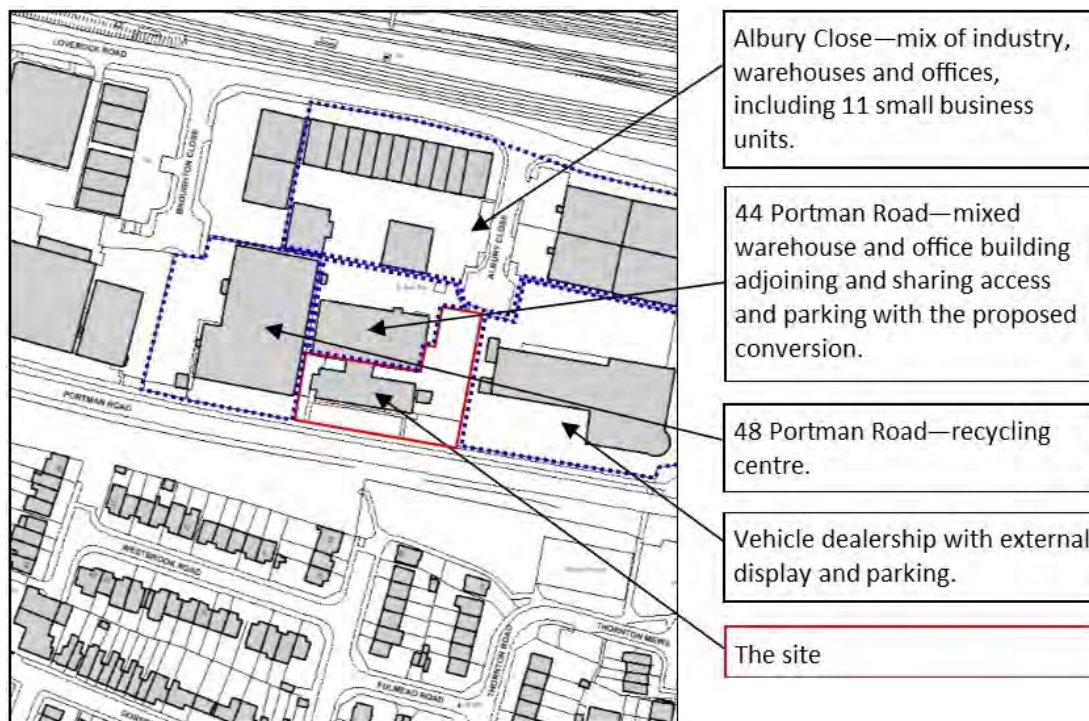 LOVEROCK ROAD
BROUGHTON CLOSE
ALBURY CLOSE
PORTMAN ROAD
WESTBROOK ROAD
THORNTON ROAD
THORNTON MEWS
FULMEAD ROAD
Albury Close—mix of industry,
warehouses and offices,
including 11 small business
units.
44 Portman Road—mixed
warehouse and office building
adjoining and sharing access
and parking with the proposed
conversion.
48 Portman Road—recycling
centre.
Vehicle dealership with external
display and parking.
The site